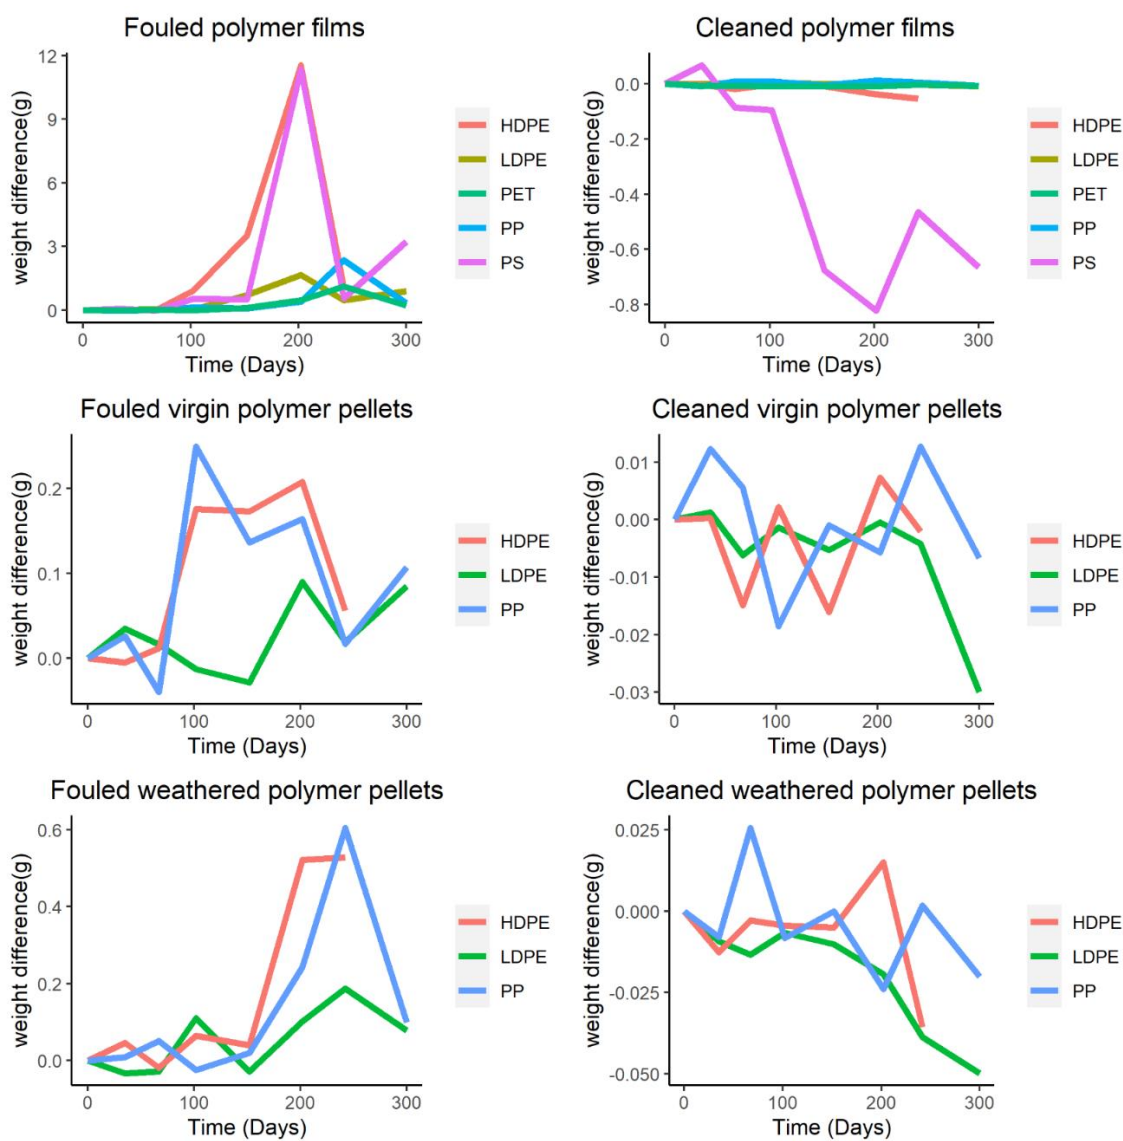 Fouled polymer films
12
9
6
3
0
weight difference(g)
0 100 200 300
Time (Days)
HDPE
LDPE
PET
PP
PS
Cleaned polymer films
0.0
-0.2
-0.4
-0.6
-0.8
weight difference(g)
0 100 200 300
Time (Days)
HDPE
LDPE
PET
PP
PS
Fouled virgin polymer pellets
0.2
0.1
0.0
weight difference(g)
0 100 200 300
Time (Days)
HDPE
LDPE
PP
Cleaned virgin polymer pellets
0.01
0.00
-0.01
-0.02
-0.03
weight difference(g)
0 100 200 300
Time (Days)
HDPE
LDPE
PP
Fouled weathered polymer pellets
0.6
0.4
0.2
0.0
weight difference(g)
0 100 200 300
Time (Days)
HDPE
LDPE
PP
Cleaned weathered polymer pellets
0.025
0.000
-0.025
-0.050
weight difference(g)
0 100 200 300
Time (Days)
HDPE
LDPE
PP